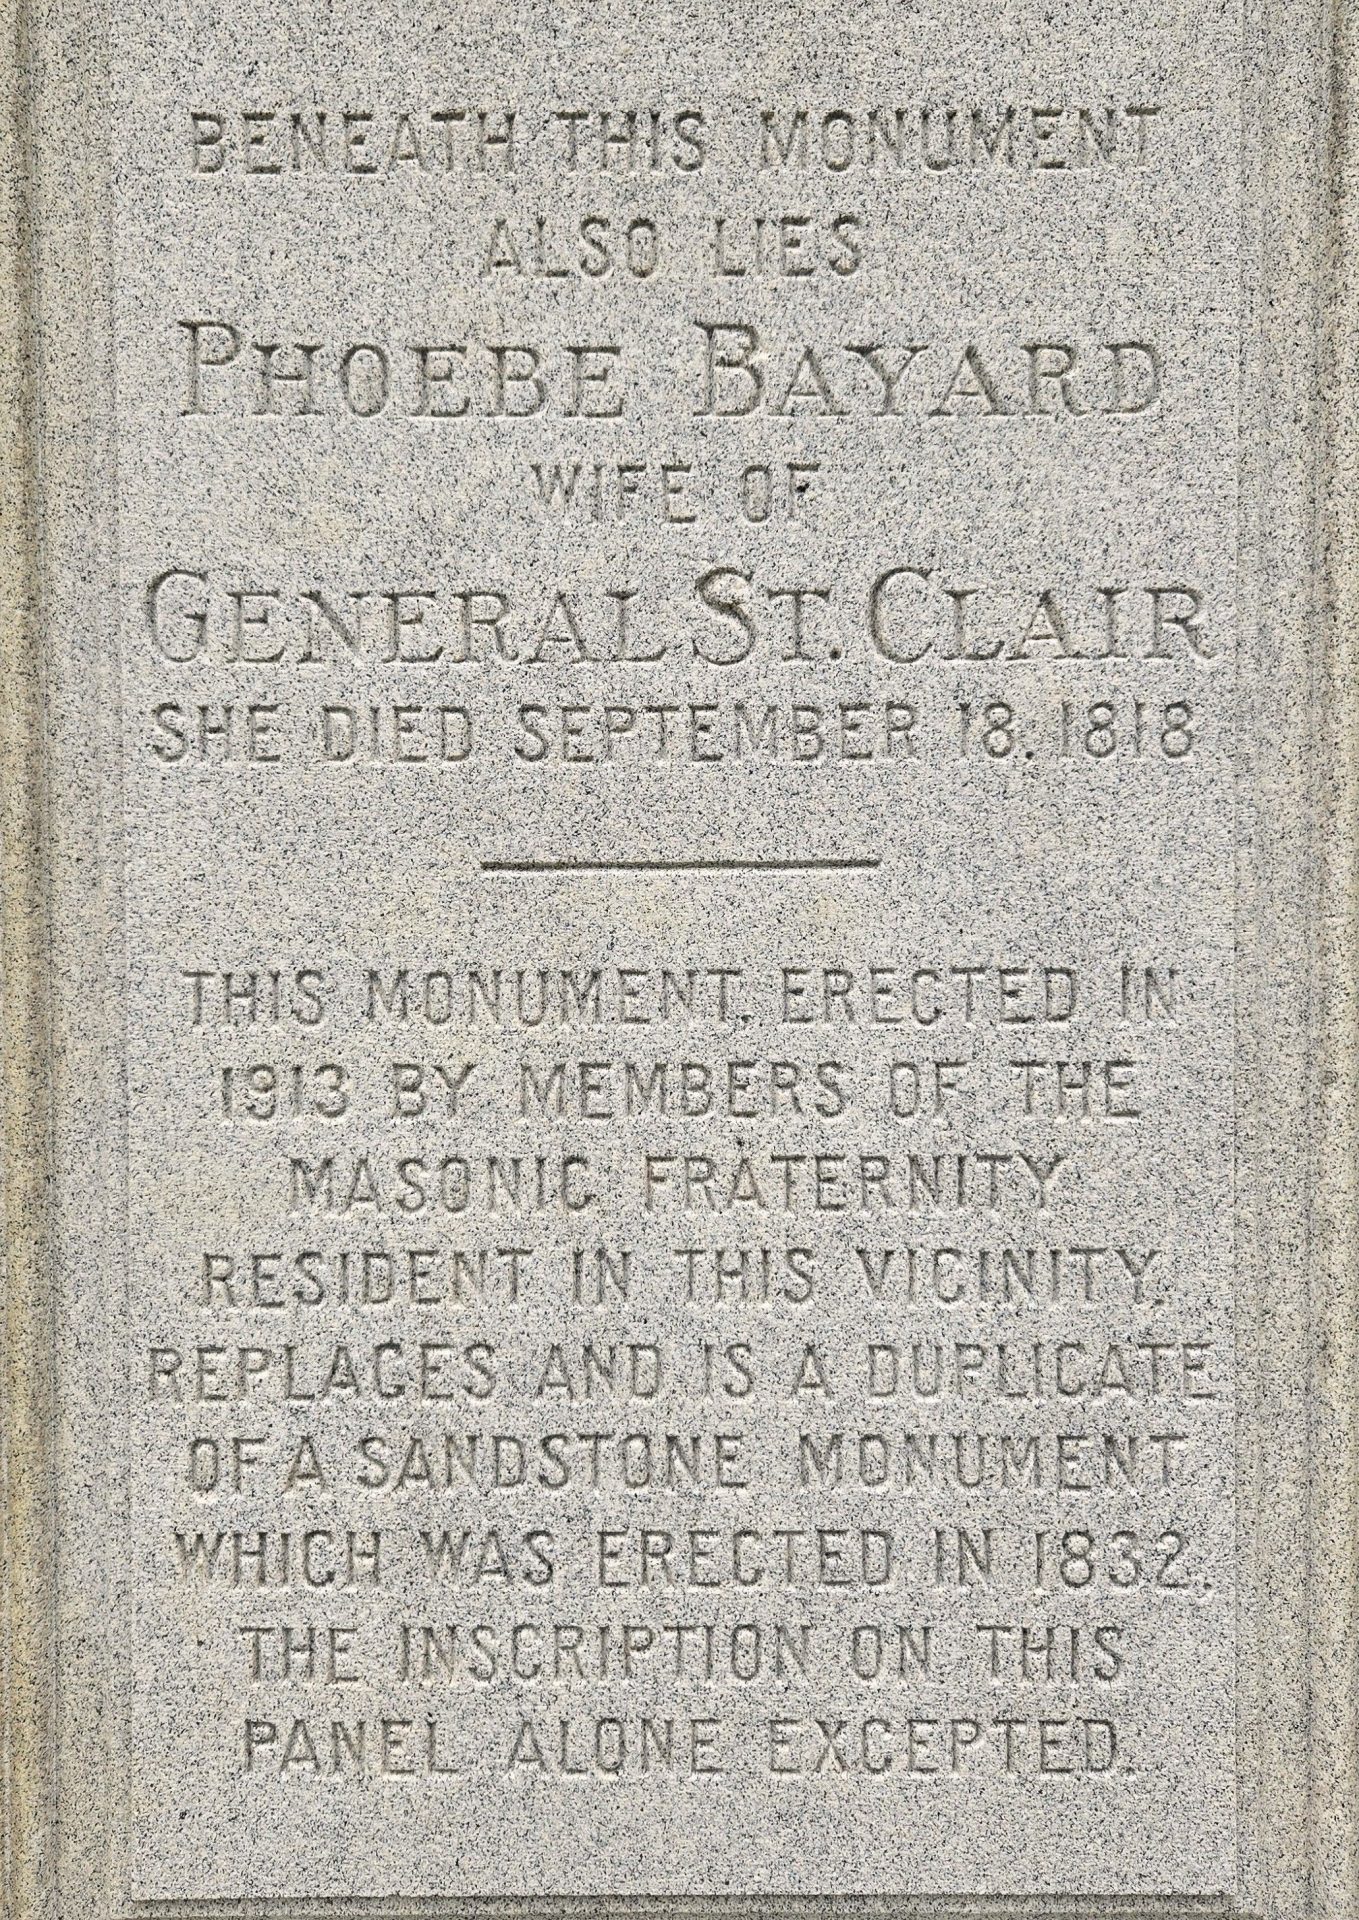 BENEATH THIS MONUMENT
ALSO LIES
PHOEBE BAYARD
WIFE OF
GENERAL ST. CLAIR
SHE DIED SEPTEMBER 18. 1818
THIS MONUMENT, ERECTED IN
1913 BY MEMBERS OF THE
MASONIC FRATERNITY
RESIDENT IN THIS VICINITY,
REPLACES AND IS A DUPLICATE
OF A SANDSTONE MONUMENT
WHICH WAS ERECTED IN 1832,
THE INSCRIPTION ON THIS
PANEL ALONE EXCEPTED.